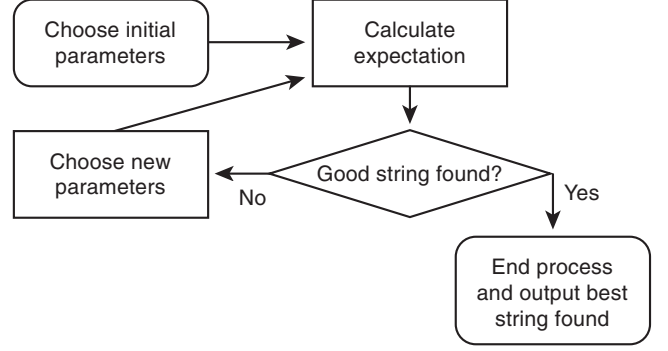 Choose initial
parameters
Calculate
expectation
Choose new
parameters
Good string found?
No
Yes
End process
and output best
string found